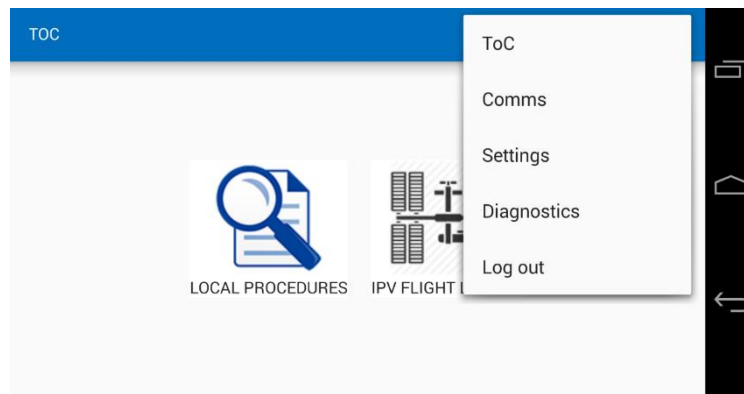 TOC
ToC
Comms
Settings
Diagnostics
Log out
LOCAL PROCEDURES
IPV FLIGHT